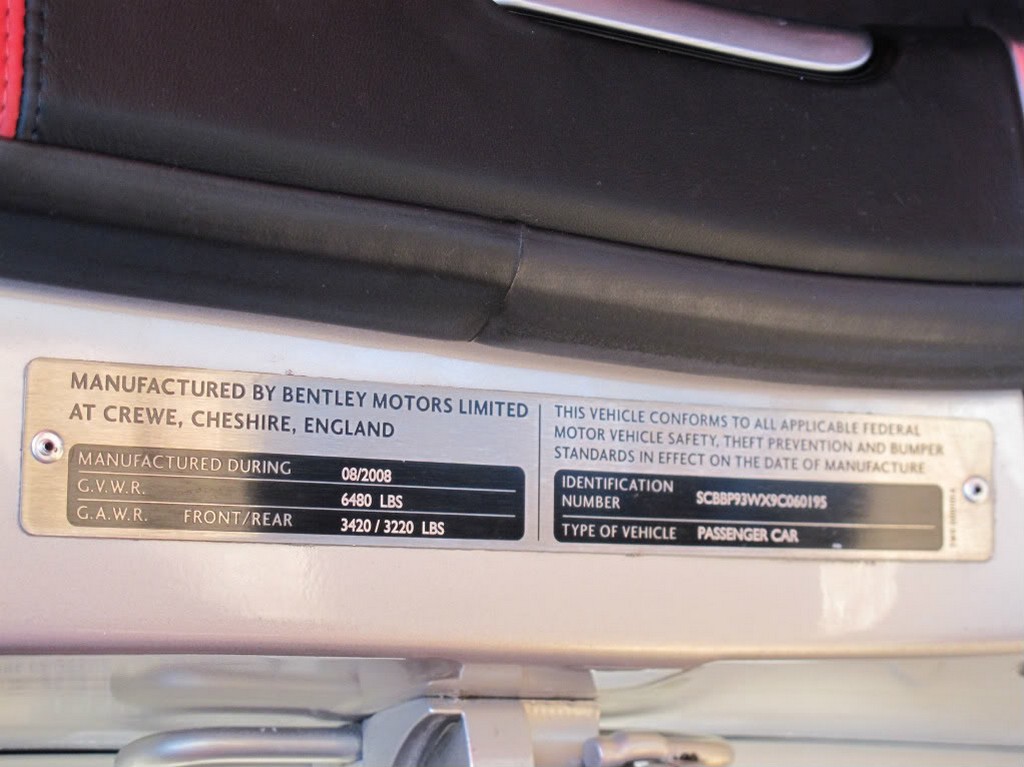 MANUFACTURED BY BENTLEY MOTORS LIMITED
AT CREWE, CHESHIRE, ENGLAND
MANUFACTURED DURING 08/2008
G.V.W.R. 6480 LBS
G.A.W.R. FRONT/REAR 3420 / 3220 LBS
THIS VEHICLE CONFORMS TO ALL APPLICABLE FEDERAL
MOTOR VEHICLE SAFETY, THEFT PREVENTION AND BUMPER
STANDARDS IN EFFECT ON THE DATE OF MANUFACTURE
IDENTIFICATION
NUMBER SCBBP93WX9C060195
TYPE OF VEHICLE PASSENGER CAR